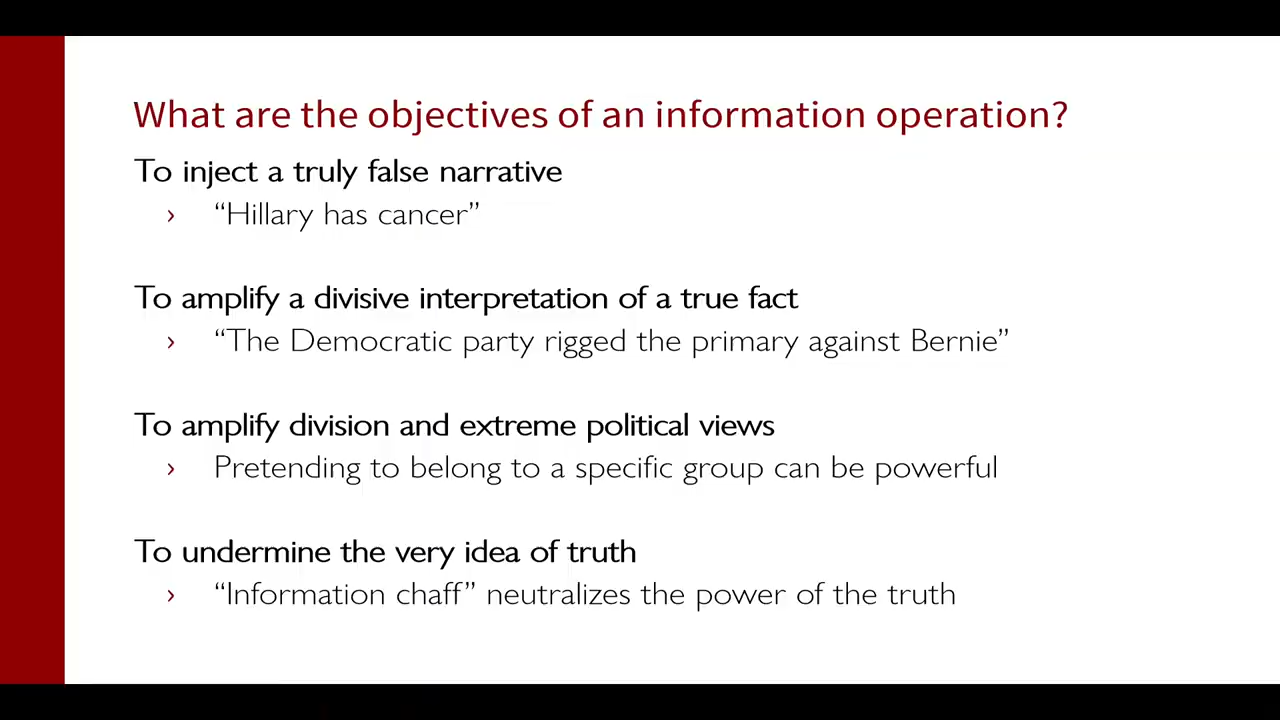 What are the objectives of an information operation?
To inject a truly false narrative
› “Hillary has cancer”
To amplify a divisive interpretation of a true fact
› “The Democratic party rigged the primary against Bernie”
To amplify division and extreme political views
› Pretending to belong to a specific group can be powerful
To undermine the very idea of truth
› “Information chaff” neutralizes the power of the truth